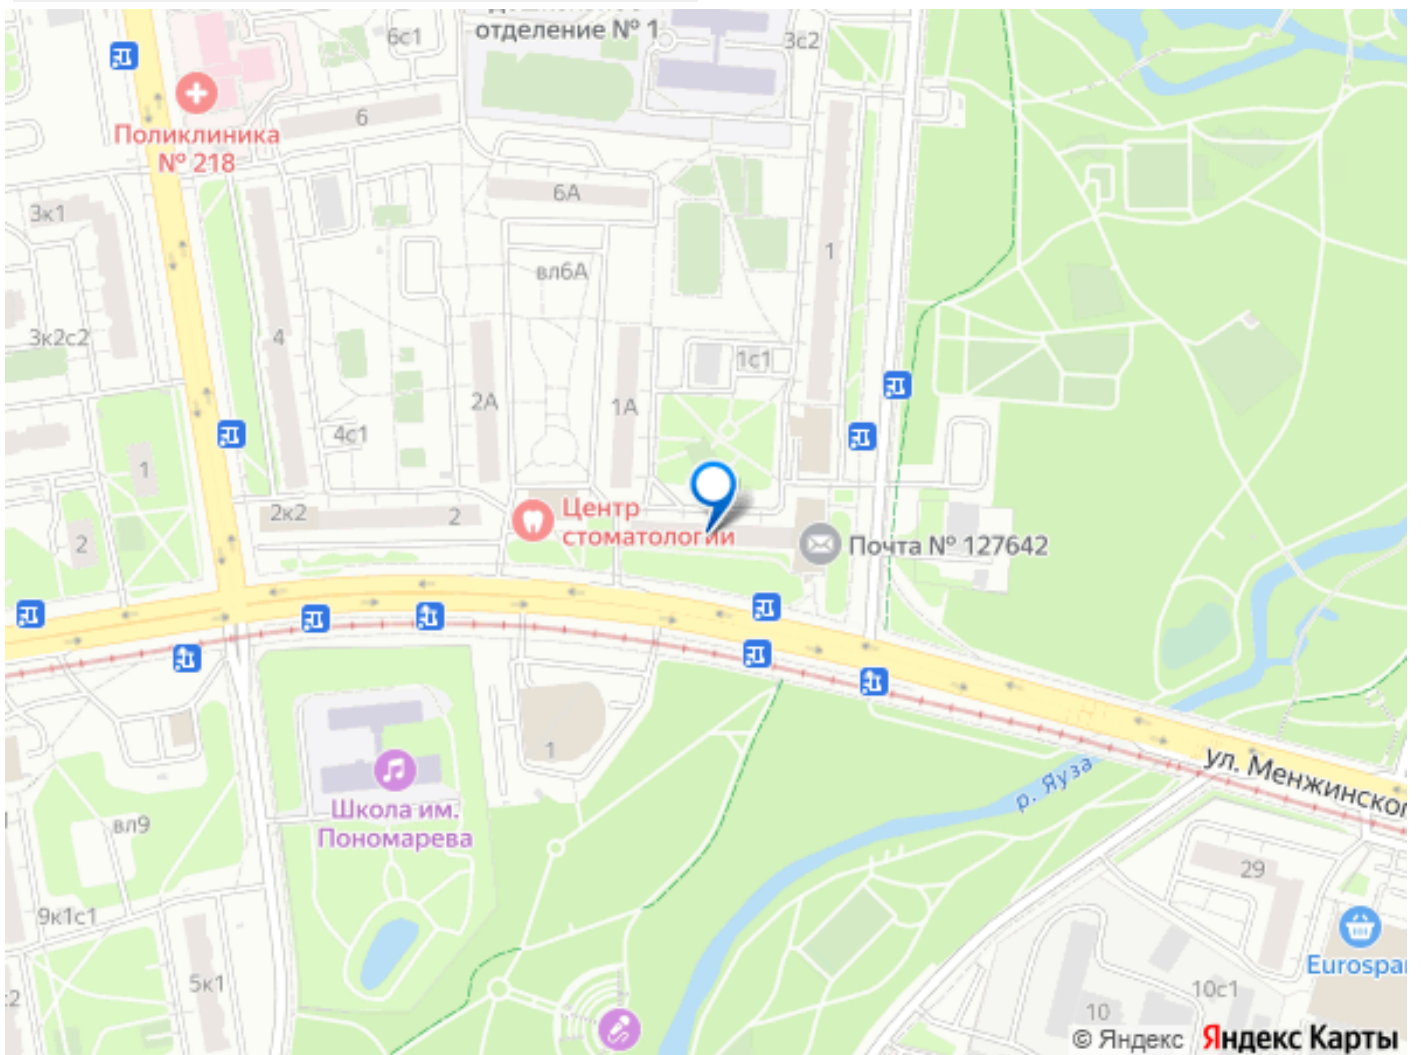 отделение № 1
6с1
3с2
Поликлиника
№ 218
6
6А
3к1
1
вл6А
3к2с2
4
1с1
2А
1А
4с1
1
2к2
2
Центр
стоматологии
2
Почта № 127642
ул. Менжинског
1
р. Яуза
Школа им.
Пономарева
вл9
29
9к1с1
5к1
Eurospar
10с1
10
© Яндекс Яндекс Карты